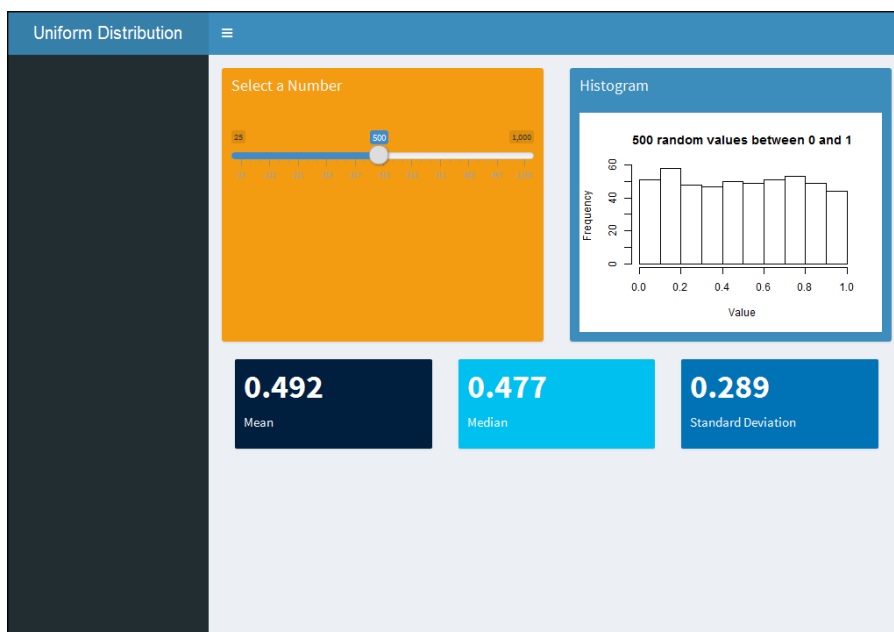 Uniform Distribution
Select a Number
25 500 1,000
Histogram
500 random values between 0 and 1
Frequency
0 20 40 60
0.0 0.2 0.4 0.6 0.8 1.0
Value
0.492
Mean
0.477
Median
0.289
Standard Deviation